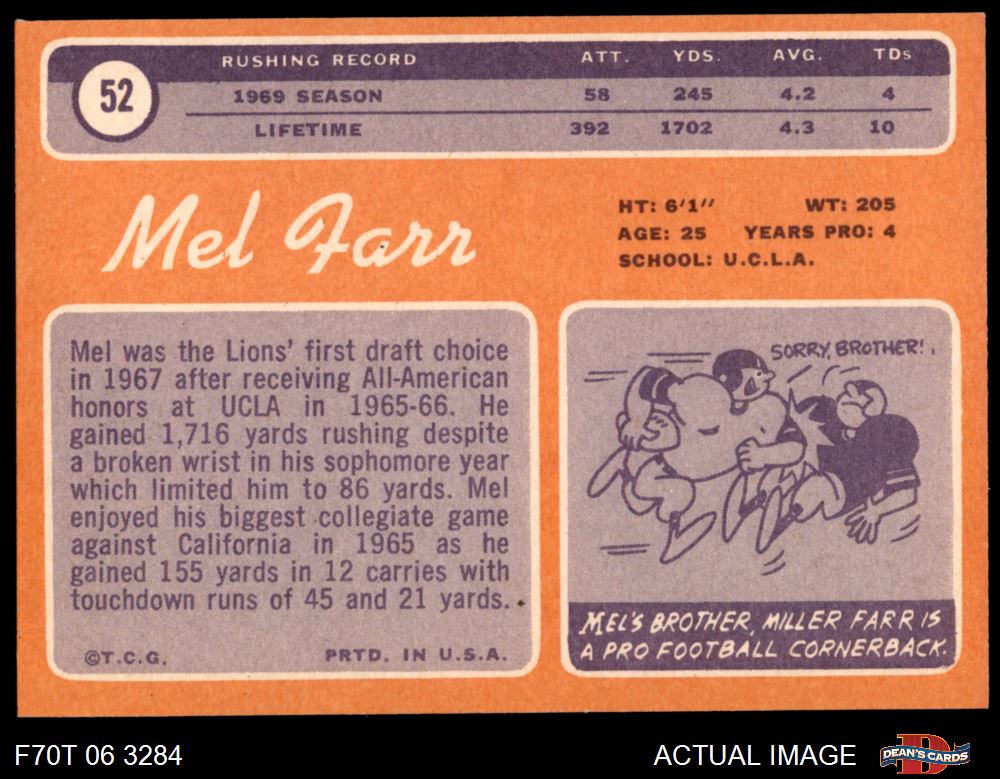 52
RUSHING RECORD ATT. YDS. AVG. TDs
1969 SEASON 58 245 4.2 4
LIFETIME 392 1702 4.3 10
Mel Farr
HT: 6'1" WT: 205
AGE: 25 YEARS PRO: 4
SCHOOL: U.C.L.A.
Mel was the Lions' first draft choice
in 1967 after receiving All-American
honors at UCLA in 1965-66. He
gained 1,716 yards rushing despite
a broken wrist in his sophomore year
which limited him to 86 yards. Mel
enjoyed his biggest collegiate game
against California in 1965 as he
gained 155 yards in 12 carries with
touchdown runs of 45 and 21 yards.
©T.C.G. PRTD. IN U.S.A.
SORRY, BROTHER!
MEL'S BROTHER, MILLER FARR IS
A PRO FOOTBALL CORNERBACK.
F70T 06 3284 ACTUAL IMAGE
D
DEAN'S CARDS